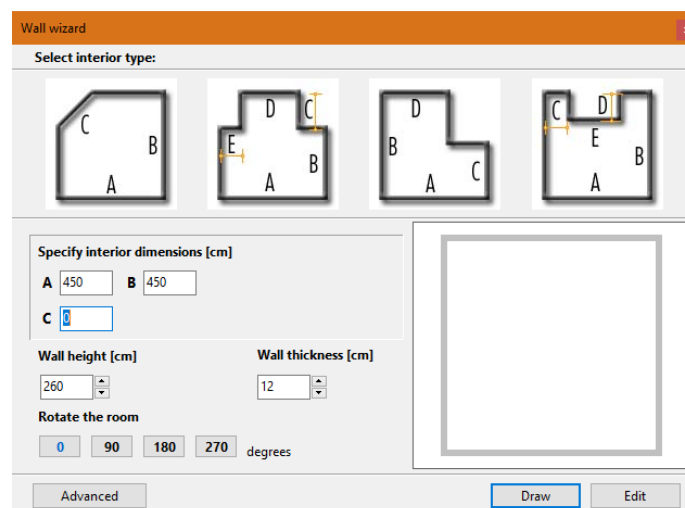 Wall wizard
Select interior type:
C B A
D C E B A
D B C A
C D E B A
Specify interior dimensions [cm]
A 450 B 450
C 0
Wall height [cm] Wall thickness [cm]
260 12
Rotate the room
0 90 180 270 degrees
Advanced Draw Edit